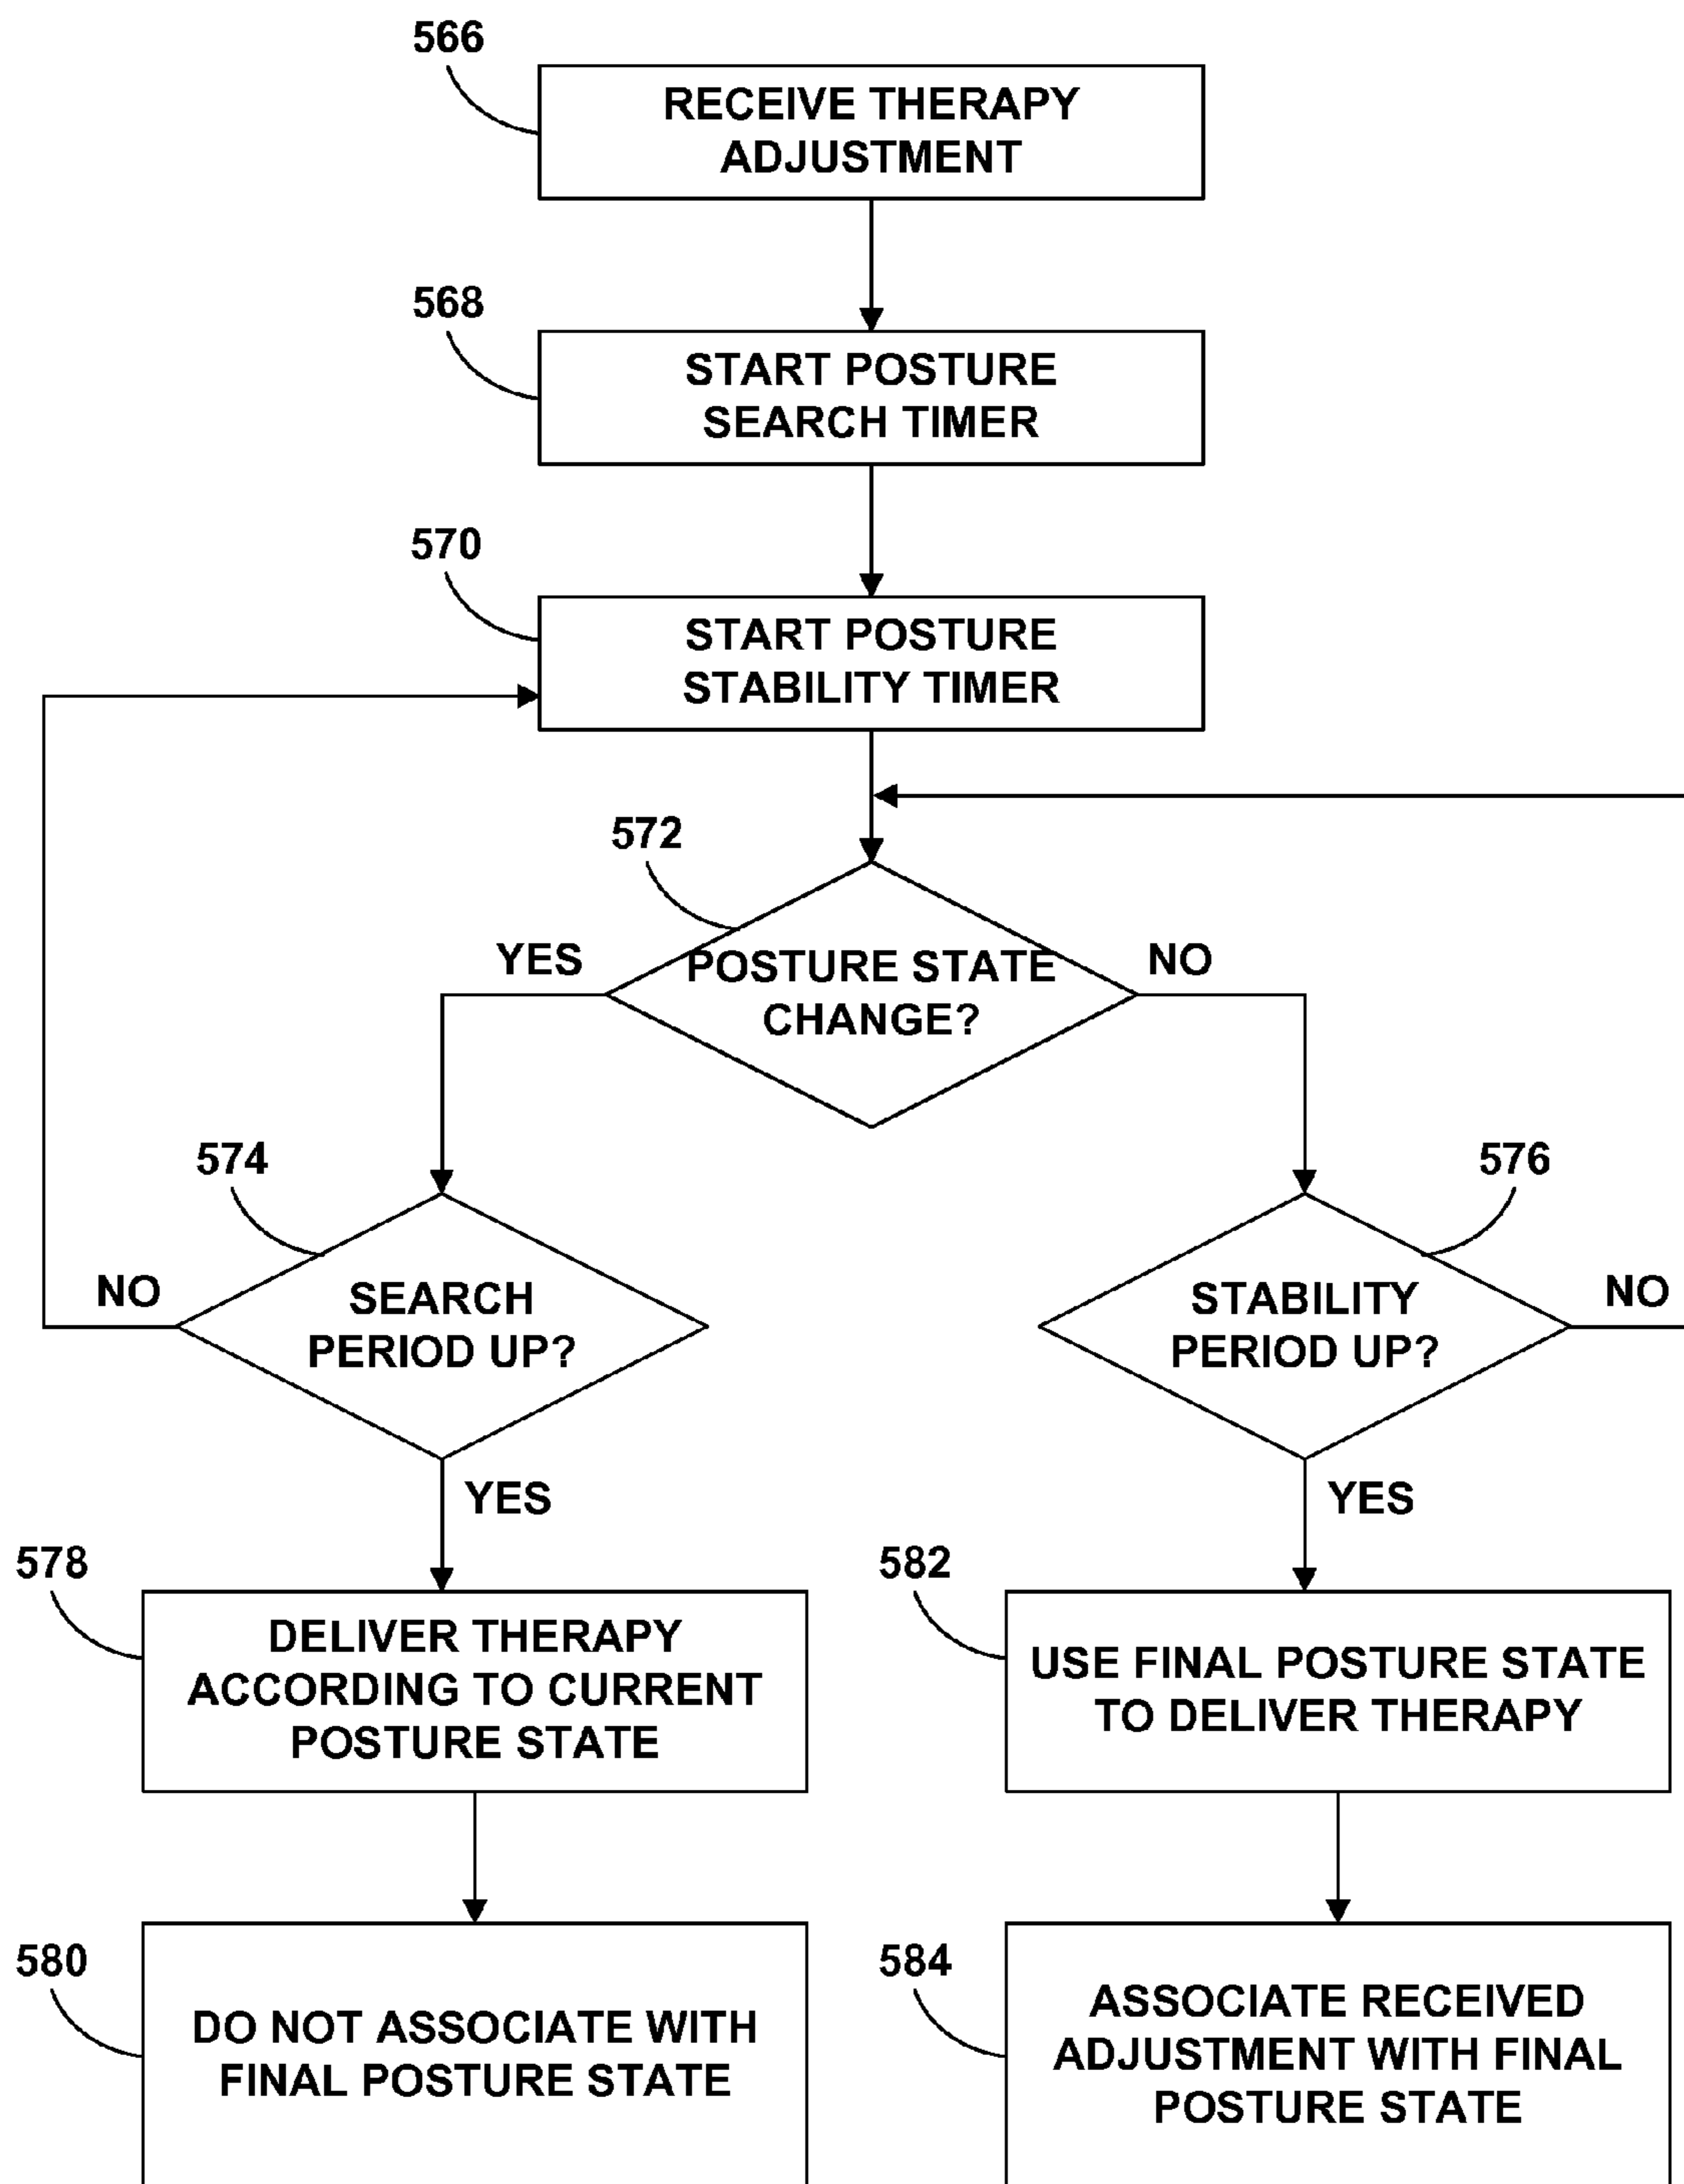 566
RECEIVE THERAPY
ADJUSTMENT
568
START POSTURE
SEARCH TIMER
570
START POSTURE
STABILITY TIMER
572
YES
POSTURE STATE
CHANGE?
NO
574
576
NO
SEARCH
PERIOD UP?
STABILITY
PERIOD UP?
NO
YES
YES
578
DELIVER THERAPY
ACCORDING TO CURRENT
POSTURE STATE
582
USE FINAL POSTURE STATE
TO DELIVER THERAPY
580
DO NOT ASSOCIATE WITH
FINAL POSTURE STATE
584
ASSOCIATE RECEIVED
ADJUSTMENT WITH FINAL
POSTURE STATE